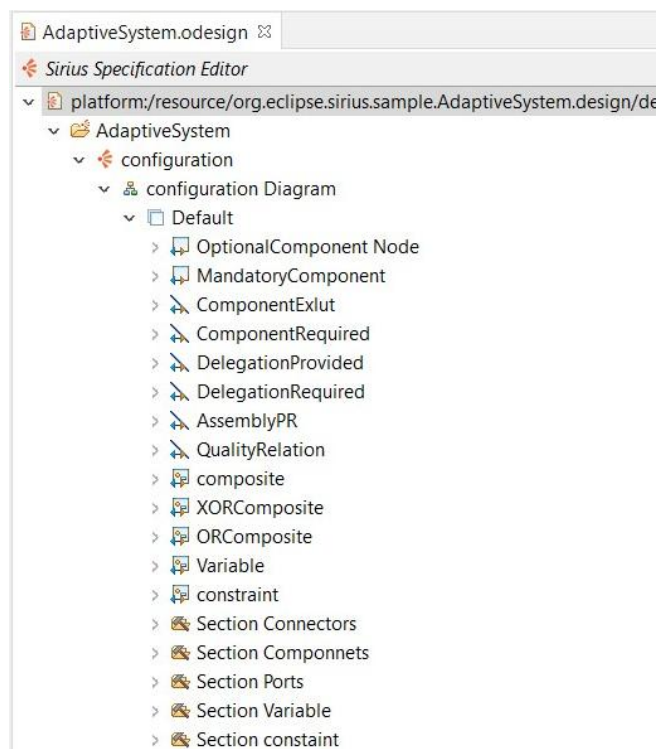 AdaptiveSystem.odesign
Sirius Specification Editor
platform:/resource/org.eclipse.sirius.sample.AdaptiveSystem.design/de
AdaptiveSystem
configuration
configuration Diagram
Default
OptionalComponent Node
MandatoryComponent
ComponentExlut
ComponentRequired
DelegationProvided
DelegationRequired
AssemblyPR
QualityRelation
composite
XORComposite
ORComposite
Variable
constraint
Section Connectors
Section Componnets
Section Ports
Section Variable
Section constaint